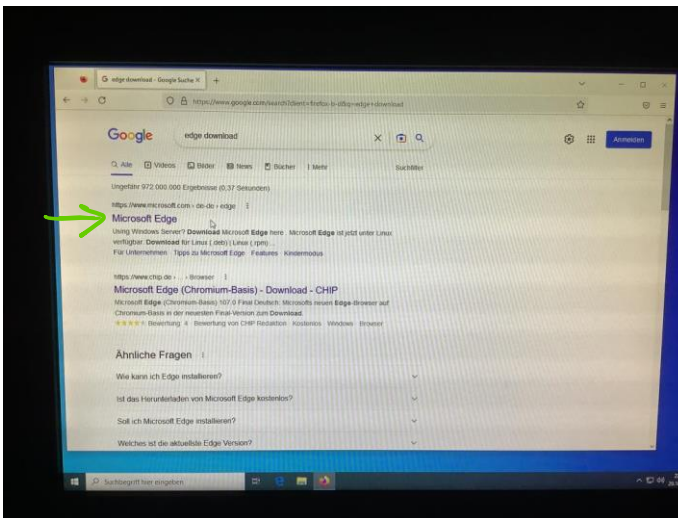 edge download - Google Suche
https://www.google.com/search?client=firefox-b-d&q=edge+download
Google
edge download
Anmelden
Alle Videos Bilder News Bücher Mehr Suchfilter
Ungefähr 972.000.000 Ergebnisse (0,37 Sekunden)
https://www.microsoft.com › de-de › edge
Microsoft Edge
Using Windows Server? Download Microsoft Edge here . Microsoft Edge ist jetzt unter Linux
verfügbar. Download für Linux (.deb) | Linux (.rpm) ...
Für Unternehmen · Tipps zu Microsoft Edge · Features · Kindermodus
https://www.chip.de › ... › Browser
Microsoft Edge (Chromium-Basis) - Download - CHIP
Microsoft Edge (Chromium-Basis) 107.0 Final Deutsch: Microsofts neuen Edge-Browser auf
Chromium-Basis in der neuesten Final-Version zum Download.
Bewertung: 4 · Bewertung von CHIP Redaktion · Kostenlos · Windows · Browser
Ähnliche Fragen
Wie kann ich Edge installieren?
Ist das Herunterladen von Microsoft Edge kostenlos?
Soll ich Microsoft Edge installieren?
Welches ist die aktuellste Edge Version?
Suchbegriff hier eingeben